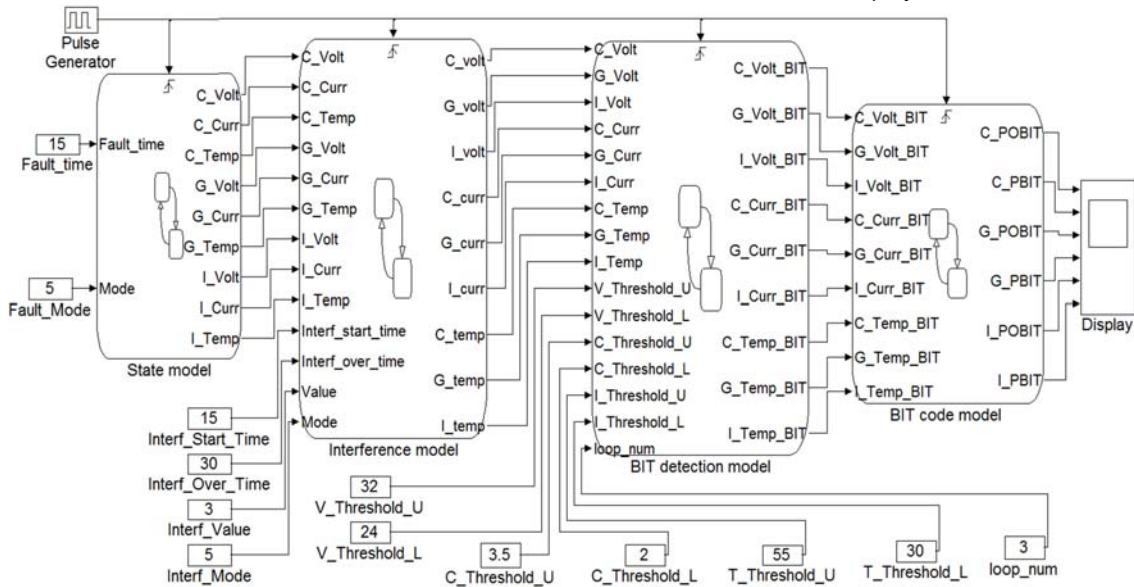 Pulse
Generator
15
Fault_time
5
Fault_Mode
Fault_time
Mode
C_Volt
C_Curr
C_Temp
G_Volt
G_Curr
G_Temp
I_Volt
I_Curr
I_Temp
State model
C_Volt
C_Curr
C_Temp
G_Volt
G_Curr
G_Temp
I_Volt
I_Curr
I_Temp
Interf_start_time
Interf_over_time
Value
Mode
C_volt
G_volt
I_volt
C_curr
G_curr
I_curr
C_temp
G_temp
I_temp
Interference model
15
Interf_Start_Time
30
Interf_Over_Time
3
Interf_Value
5
Interf_Mode
C_Volt
G_Volt
I_Volt
C_Curr
G_Curr
I_Curr
C_Temp
G_Temp
I_Temp
V_Threshold_U
V_Threshold_L
C_Threshold_U
C_Threshold_L
I_Threshold_U
I_Threshold_L
loop_num
C_Volt_BIT
G_Volt_BIT
I_Volt_BIT
C_Curr_BIT
G_Curr_BIT
I_Curr_BIT
C_Temp_BIT
G_Temp_BIT
I_Temp_BIT
BIT detection model
32
V_Threshold_U
24
V_Threshold_L
3.5
C_Threshold_U
2
C_Threshold_L
55
T_Threshold_U
30
T_Threshold_L
3
loop_num
C_Volt_BIT
G_Volt_BIT
I_Volt_BIT
C_Curr_BIT
G_Curr_BIT
I_Curr_BIT
C_Temp_BIT
G_Temp_BIT
I_Temp_BIT
C_POBIT
C_PBIT
G_POBIT
G_PBIT
I_POBIT
I_PBIT
BIT code model
Display